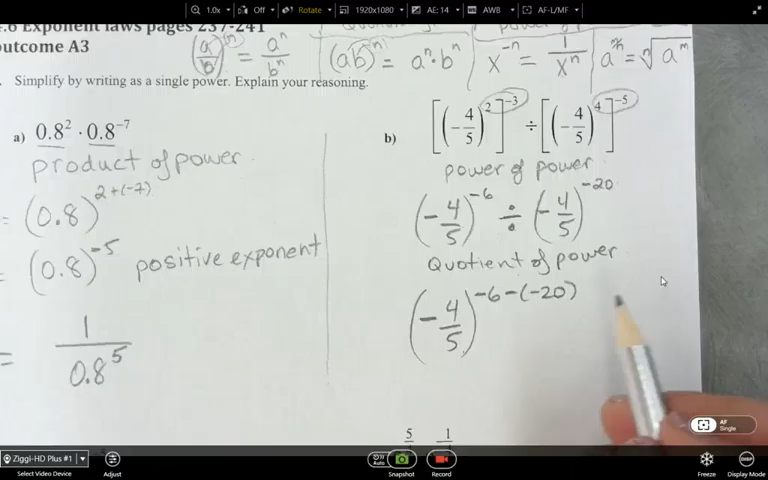 1.0x Off Rotate 1920x1080 AE: 14 AWB AF-L/MF
.6 Exponent laws pages 237-241
outcome A3
(a/b)^n = a^n/b^n
(ab)^n = a^n · b^n
x^-n = 1/x^n
a^m/n = ⁿ√a^m
Simplify by writing as a single power. Explain your reasoning.
a) 0.8^2 · 0.8^-7
product of power
= (0.8)^2+(-7)
= (0.8)^-5 positive exponent
= 1/0.8^5
b) [(-4/5)^2]^-3 ÷ [(-4/5)^4]^-5
power of power
(-4/5)^-6 ÷ (-4/5)^-20
Quotient of power
(-4/5)^-6-(-20)
AF
Single
Ziggi-HD Plus #1
Select Video Device
Adjust
Auto
Snapshot
Record
Freeze
DISP
Display Mode